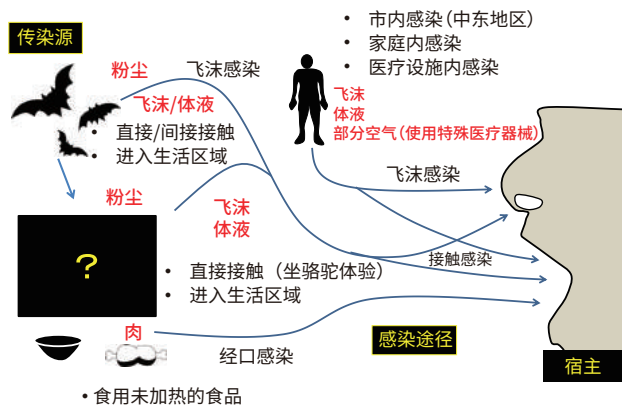 传染源
• 市内感染(中东地区)
• 家庭内感染
• 医疗设施内感染
粉尘
飞沫感染
飞沫/体液
• 直接/间接接触
• 进入生活区域
飞沫
体液
部分空气(使用特殊医疗器械)
飞沫感染
粉尘
飞沫
体液
?
接触感染
• 直接接触（坐骆驼体验）
• 进入生活区域
肉
经口感染
感染途径
宿主
• 食用未加热的食品